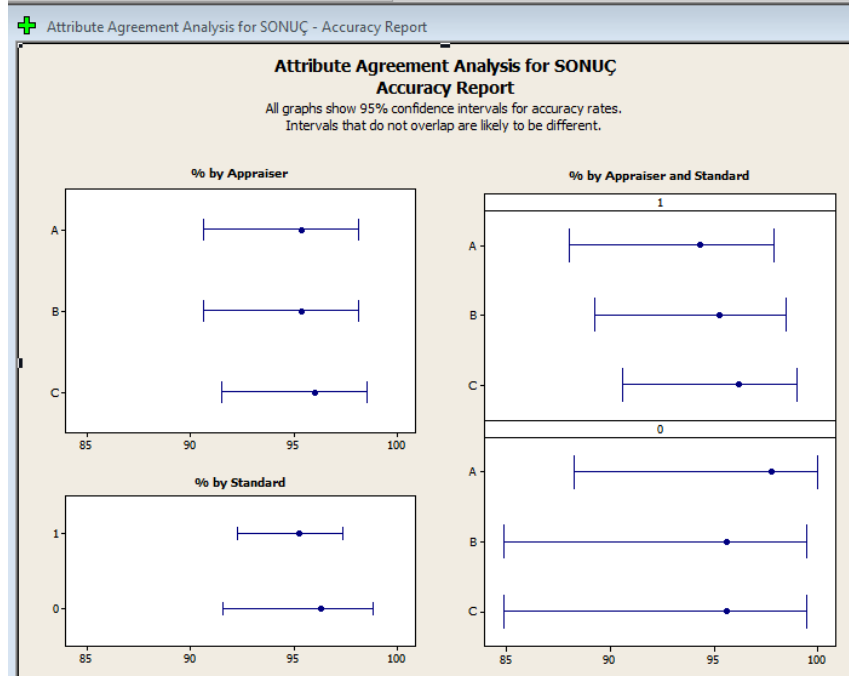 Attribute Agreement Analysis for SONUÇ - Accuracy Report
Attribute Agreement Analysis for SONUÇ
Accuracy Report
All graphs show 95% confidence intervals for accuracy rates.
Intervals that do not overlap are likely to be different.
% by Appraiser
A
B
C
85 90 95 100
% by Standard
1
0
85 90 95 100
% by Appraiser and Standard
1
A
B
C
0
A
B
C
85 90 95 100